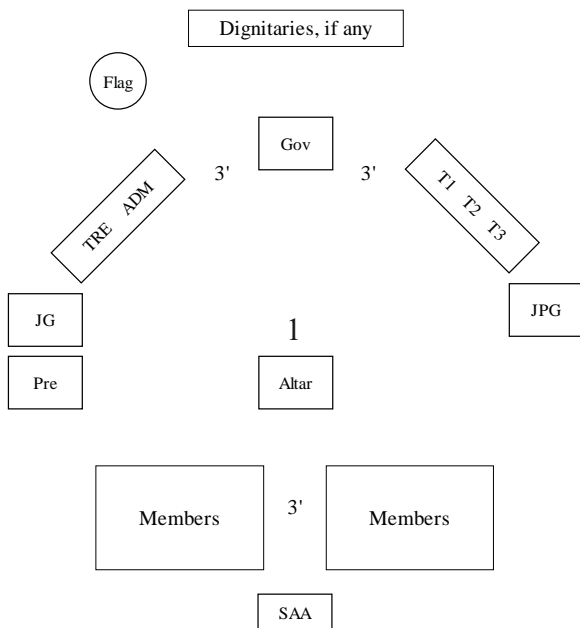 Dignitaries, if any
Flag
Gov
3'
3'
TRE ADM
T1 T2 T3
JG
JPG
1
Pre
Altar
Members
3'
Members
SAA